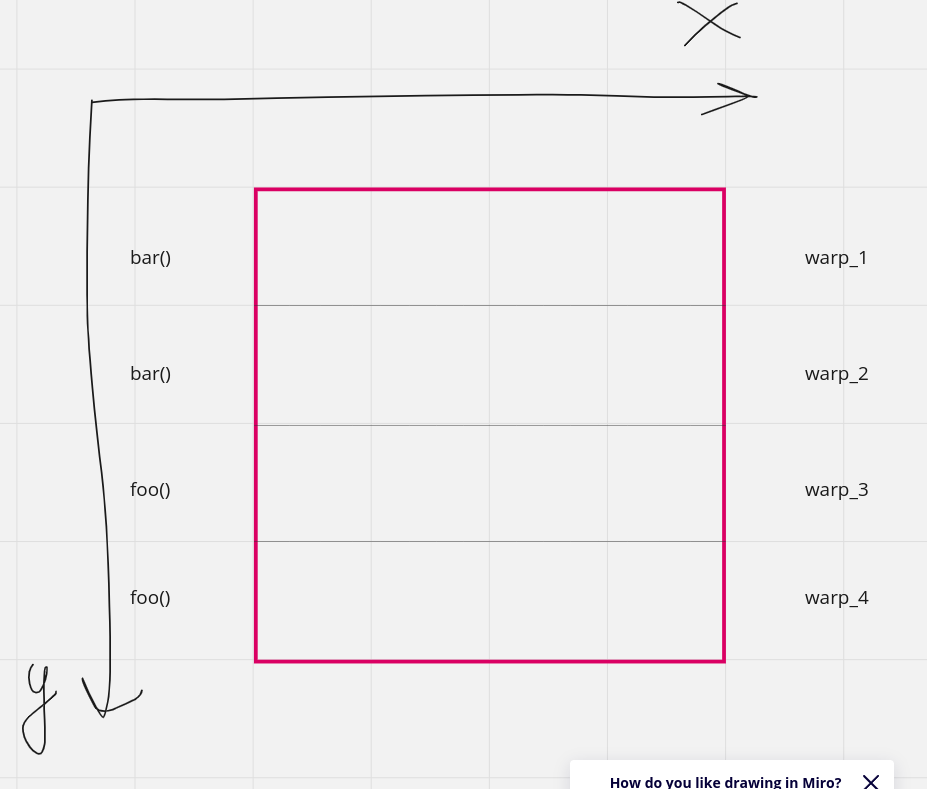 x
bar() warp_1
bar() warp_2
foo() warp_3
foo() warp_4
y
How do you like drawing in Miro?